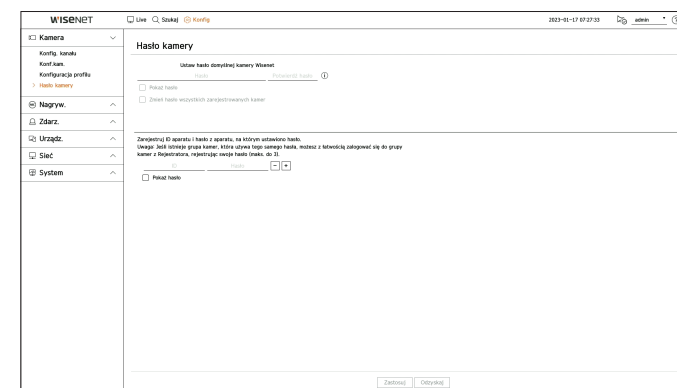 WISENET
Live Szukaj Konfig
2023-01-17 07:27:33 admin
Kamera
Konfig. kanału
Konf.kam.
Konfiguracja profilu
Hasło kamery
Nagryw.
Zdarz.
Urządz.
Sieć
System
Hasło kamery
Ustaw hasło domyślnej kamery Wisenet
Hasło Potwierdź hasło
Pokaż hasło
Zmień hasło wszystkich zarejestrowanych kamer
Zarejestruj ID aparatu i hasło z aparatu, na którym ustawiono hasło.
Uwaga: Jeśli istnieje grupa kamer, która używa tego samego hasła, możesz z łatwością zalogować się do grupy
kamer z Rejestratora, rejestrując swoje hasło (maks. do 3).
ID Hasło
Pokaż hasło
Zastosuj Odzyskaj